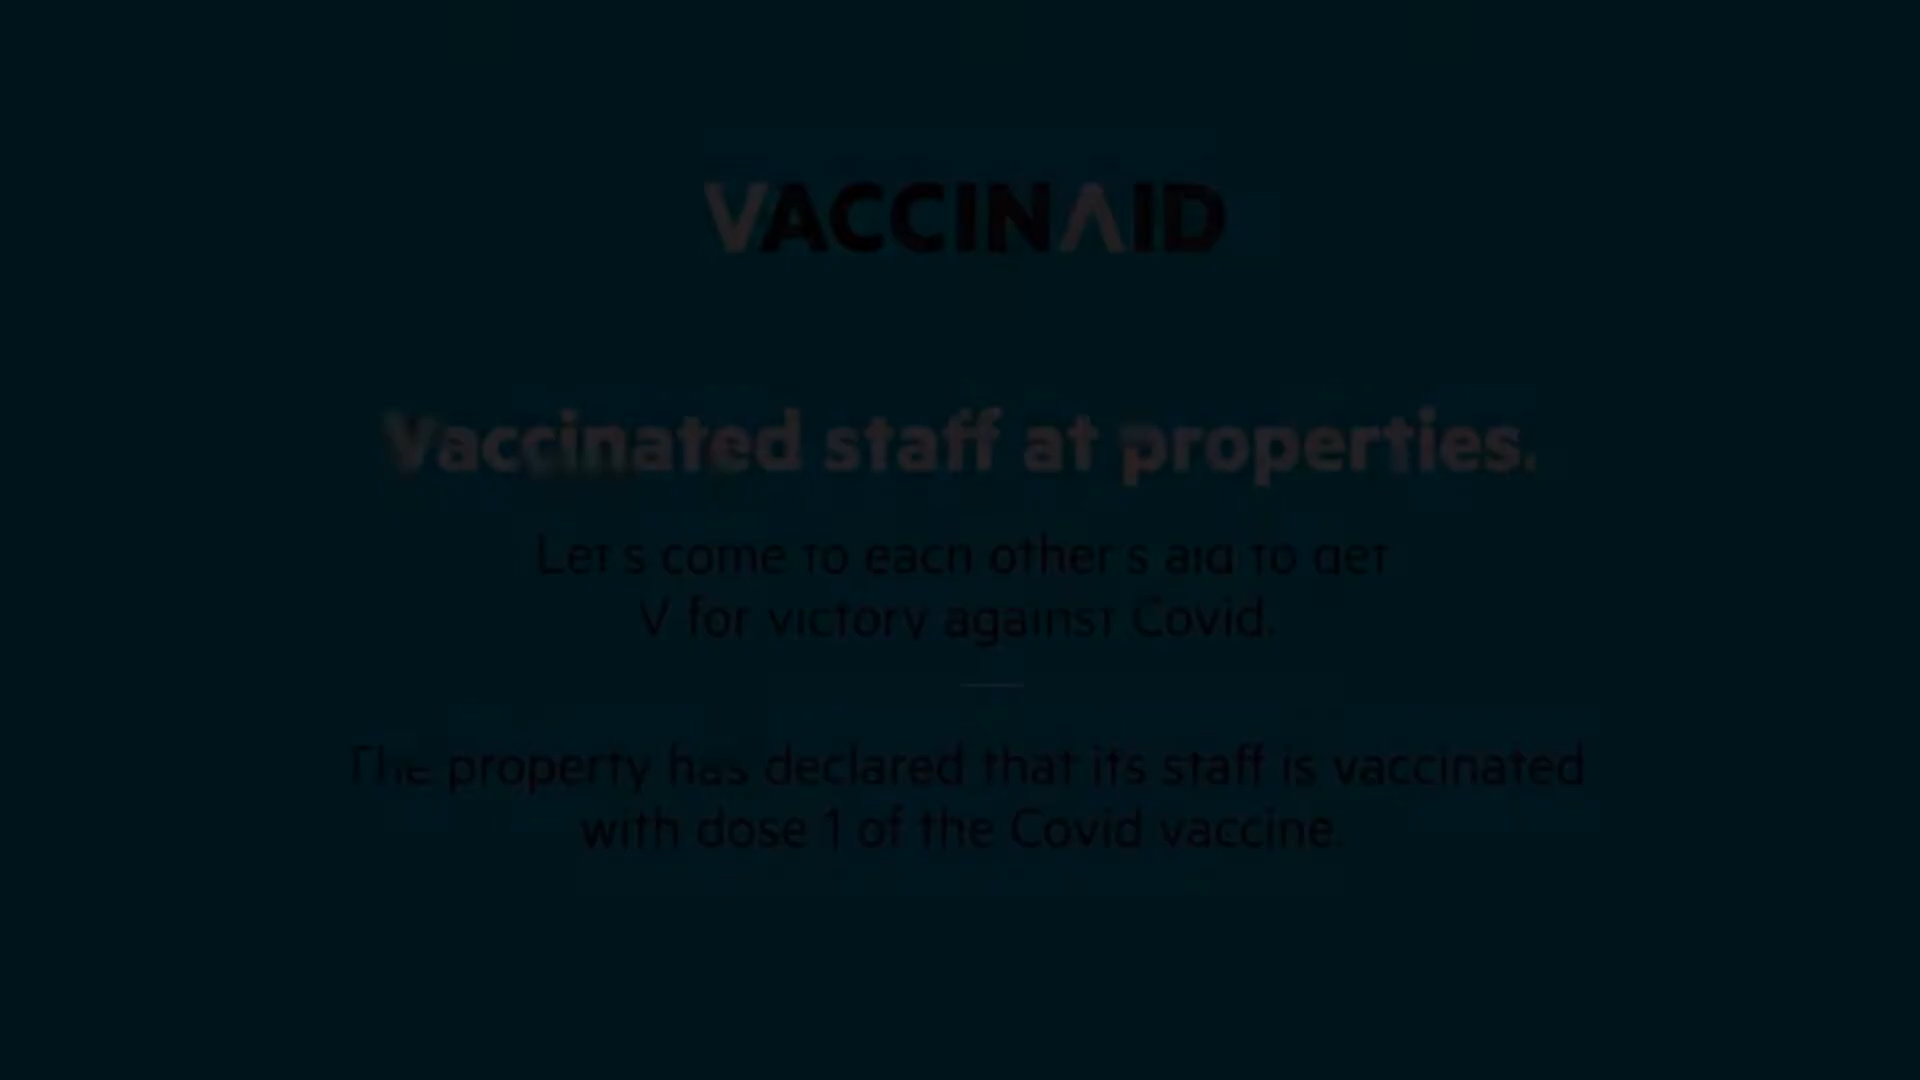 VACCINAID
Vaccinated staff at properties.
Let's come to each other's aid to get
V for victory against Covid.
The property has declared that its staff is vaccinated
with dose 1 of the Covid vaccine.